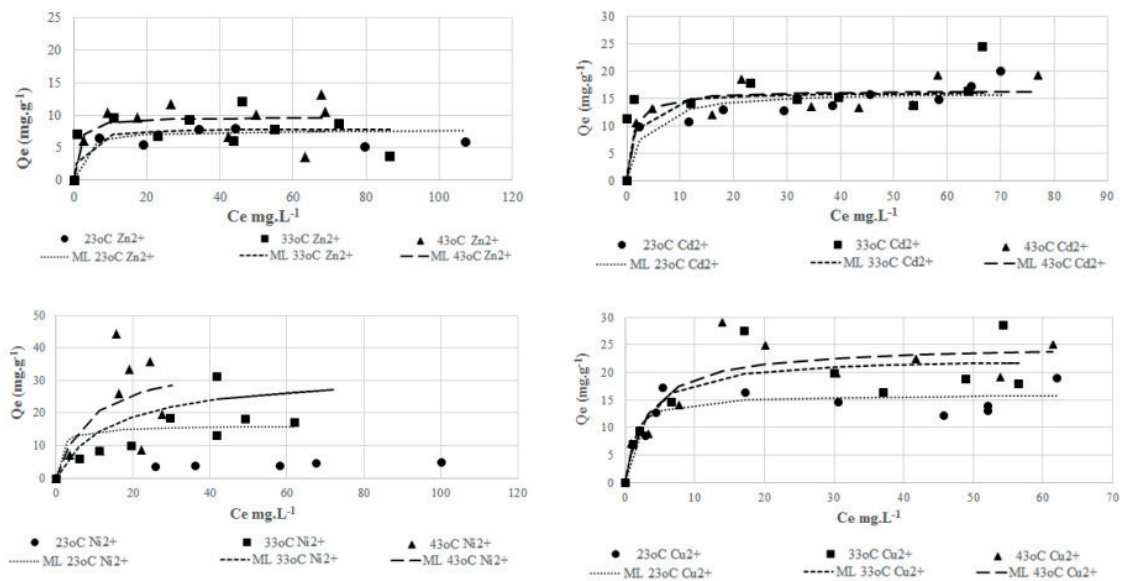 25
20
15
10
5
0
Qe (mg.g-1)
0 20 40 60 80 100 120
Ce mg.L-1
23oC Zn2+ 33oC Zn2+ 43oC Zn2+
ML 23oC Zn2+ ML 33oC Zn2+ ML 43oC Zn2+
30
25
20
15
10
5
0
Qe (mg.g-1)
0 10 20 30 40 50 60 70 80 90
Ce mg.L-1
23oC Cd2+ 33oC Cd2+ 43oC Cd2+
ML 23oC Cd2+ ML 33oC Cd2+ ML 43oC Cd2+
50
40
30
20
10
0
Qe (mg.g-1)
0 20 40 60 80 100 120
Ce mg.L-1
23oC Ni2+ 33oC Ni2+ 43oC Ni2+
ML 23oC Ni2+ ML 33oC Ni2+ ML 43oC Ni2+
30
25
20
15
10
5
0
Qe (mg.g-1)
0 10 20 30 40 50 60 70
Ce mg.L-1
23oC Cu2+ 33oC Cu2+ 43oC Cu2+
ML 23oC Cu2+ ML 33oC Cu2+ ML 43oC Cu2+